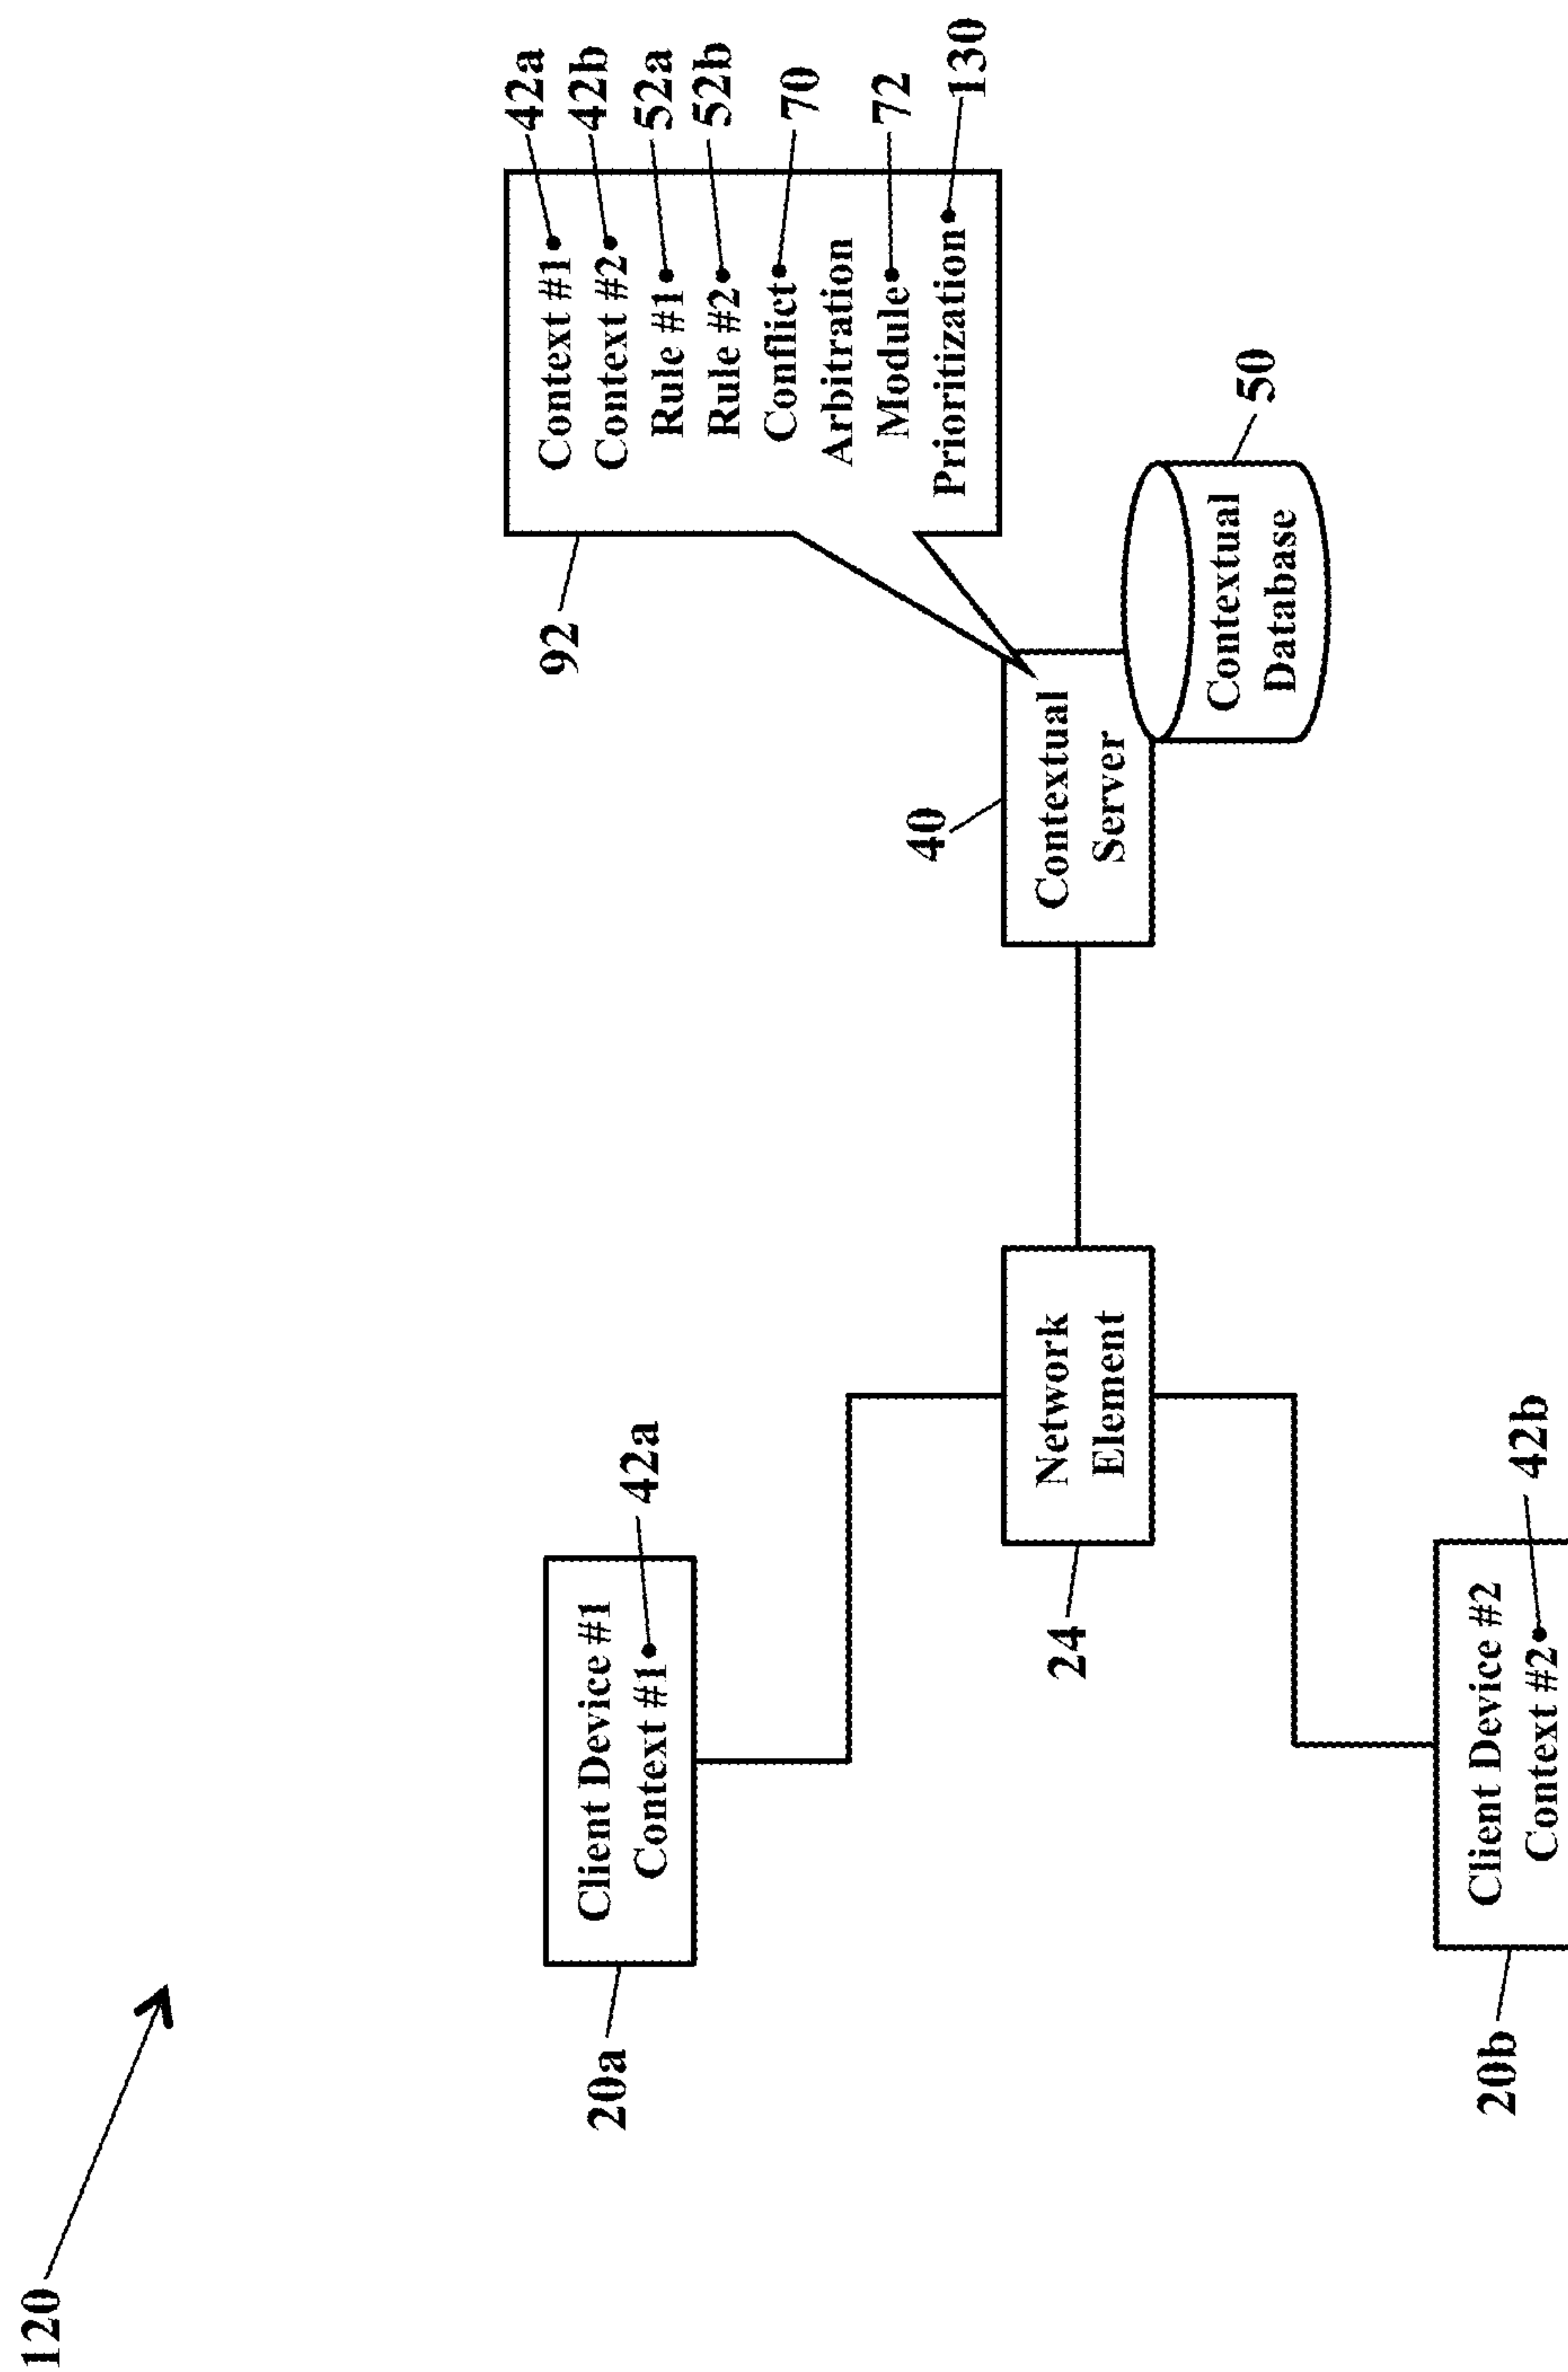 120
20a
Client Device #1
Context #1
42a
20b
Client Device #2
Context #2
42b
24
Network
Element
40
Contextual
Server
Contextual
Database
50
92
Context #1
42a
Context #2
42b
Rule #1
52a
Rule #2
52b
Conflict
70
Arbitration
Module
72
Prioritization
130